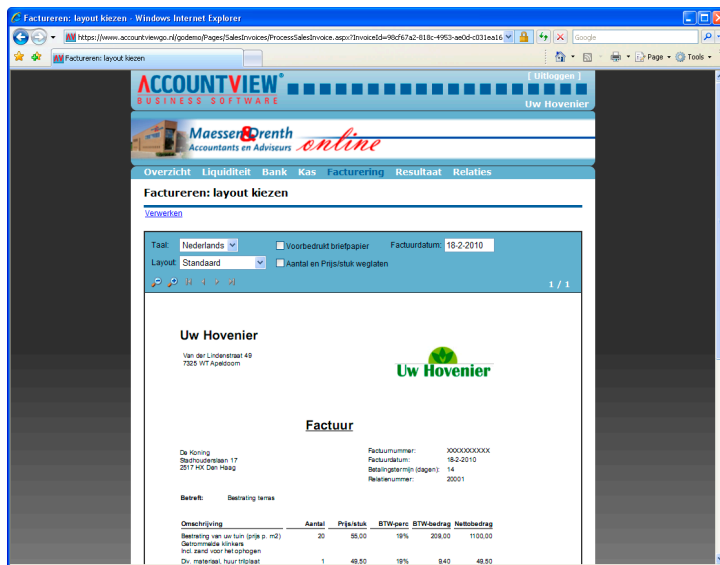 Factureren: layout kiezen - Windows Internet Explorer
https://www.accountviewgo.nl/godemo/Pages/SalesInvoices/ProcessSalesInvoice.aspx?InvoiceId=98cf67a2-818c-4953-ae0d-c031ea16
Google
Factureren: layout kiezen
Page
Tools
[ Uitloggen ]
ACCOUNTVIEW®
BUSINESS SOFTWARE
Uw Hovenier
Maessen & Drenth
Accountants en Adviseurs
online
Overzicht Liquiditeit Bank Kas Facturering Resultaat Relaties
Factureren: layout kiezen
Verwerken
Taal: Nederlands Voorbedrukt briefpapier Factuurdatum: 18-2-2010
Layout: Standaard Aantal en Prijs/stuk weglaten
1 / 1
Uw Hovenier
Van der Lindenstraat 49
7325 WT Apeldoorn
Uw Hovenier
Factuur
De Koning
Stadhouderslaan 17
2517 HX Den Haag
Factuurnummer: XXXXXXXXXX
Factuurdatum: 18-2-2010
Betalingstermijn (dagen): 14
Relatienummer: 20001
Betreft: Bestrating terras
Omschrijving Aantal Prijs/stuk BTW-perc BTW-bedrag Nettobedrag
Bestrating van uw tuin (prijs p. m2) 20 55,00 19% 209,00 1100,00
Getrommelde klinkers
Incl. zand voor het ophogen
Div. materiaal, huur trilplaat 1 49,50 19% 9,40 49,50